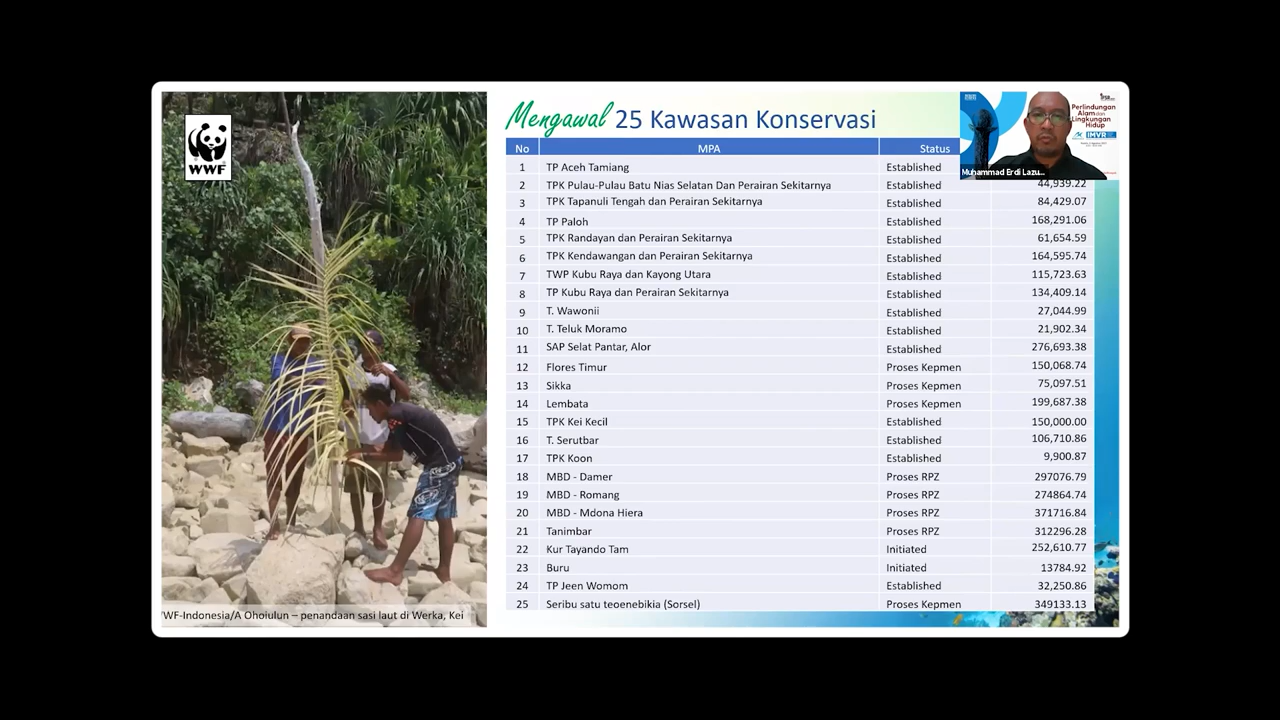 WWF
Mengawal 25 Kawasan Konservasi
No MPA Status
1 TP Aceh Tamiang Established
2 TPK Pulau-Pulau Batu Nias Selatan Dan Perairan Sekitarnya Established 44,939.22
3 TPK Tapanuli Tengah dan Perairan Sekitarnya Established 84,429.07
4 TP Paloh Established 168,291.06
5 TPK Randayan dan Perairan Sekitarnya Established 61,654.59
6 TPK Kendawangan dan Perairan Sekitarnya Established 164,595.74
7 TWP Kubu Raya dan Kayong Utara Established 115,723.63
8 TP Kubu Raya dan Perairan Sekitarnya Established 134,409.14
9 T. Wawonii Established 27,044.99
10 T. Teluk Moramo Established 21,902.34
11 SAP Selat Pantar, Alor Established 276,693.38
12 Flores Timur Proses Kepmen 150,068.74
13 Sikka Proses Kepmen 75,097.51
14 Lembata Proses Kepmen 199,687.38
15 TPK Kei Kecil Established 150,000.00
16 T. Serutbar Established 106,710.86
17 TPK Koon Established 9,900.87
18 MBD - Damer Proses RPZ 297076.79
19 MBD - Romang Proses RPZ 274864.74
20 MBD - Mdona Hiera Proses RPZ 371716.84
21 Tanimbar Proses RPZ 312296.28
22 Kur Tayando Tam Initiated 252,610.77
23 Buru Initiated 13784.92
24 TP Jeen Womom Established 32,250.86
25 Seribu satu teoenebikia (Sorsel) Proses Kepmen 349133.13
WF-Indonesia/A Ohoiulun – penandaan sasi laut di Werka, Kei
Perlindungan
Alam dan
Lingkungan
Hidup
IMVR
Muhammad Erdi Lazu...